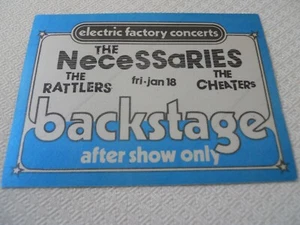 electric factory concerts
THE
NeceSSaRIES
THE RATTLERS
fri·jan 18
THE CHEATERS
backstage
after show only